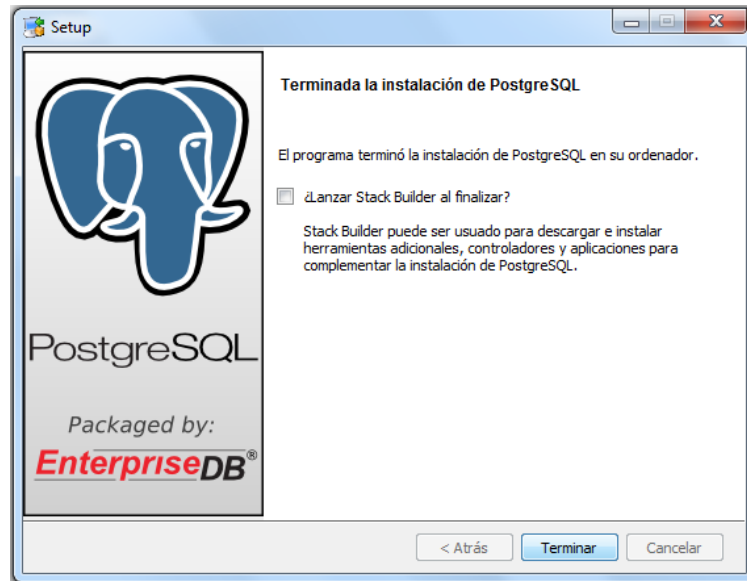 Setup
Terminada la instalación de PostgreSQL
El programa terminó la instalación de PostgreSQL en su ordenador.
¿Lanzar Stack Builder al finalizar?
Stack Builder puede ser usado para descargar e instalar
herramientas adicionales, controladores y aplicaciones para
complementar la instalación de PostgreSQL.
PostgreSQL
Packaged by:
EnterpriseDB®
< Atrás
Terminar
Cancelar